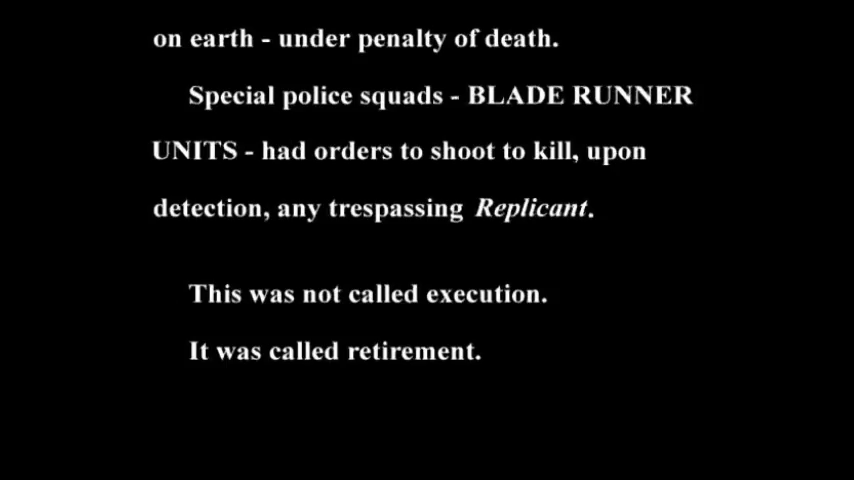 on earth - under penalty of death.
Special police squads - BLADE RUNNER
UNITS - had orders to shoot to kill, upon
detection, any trespassing Replicant.
This was not called execution.
It was called retirement.